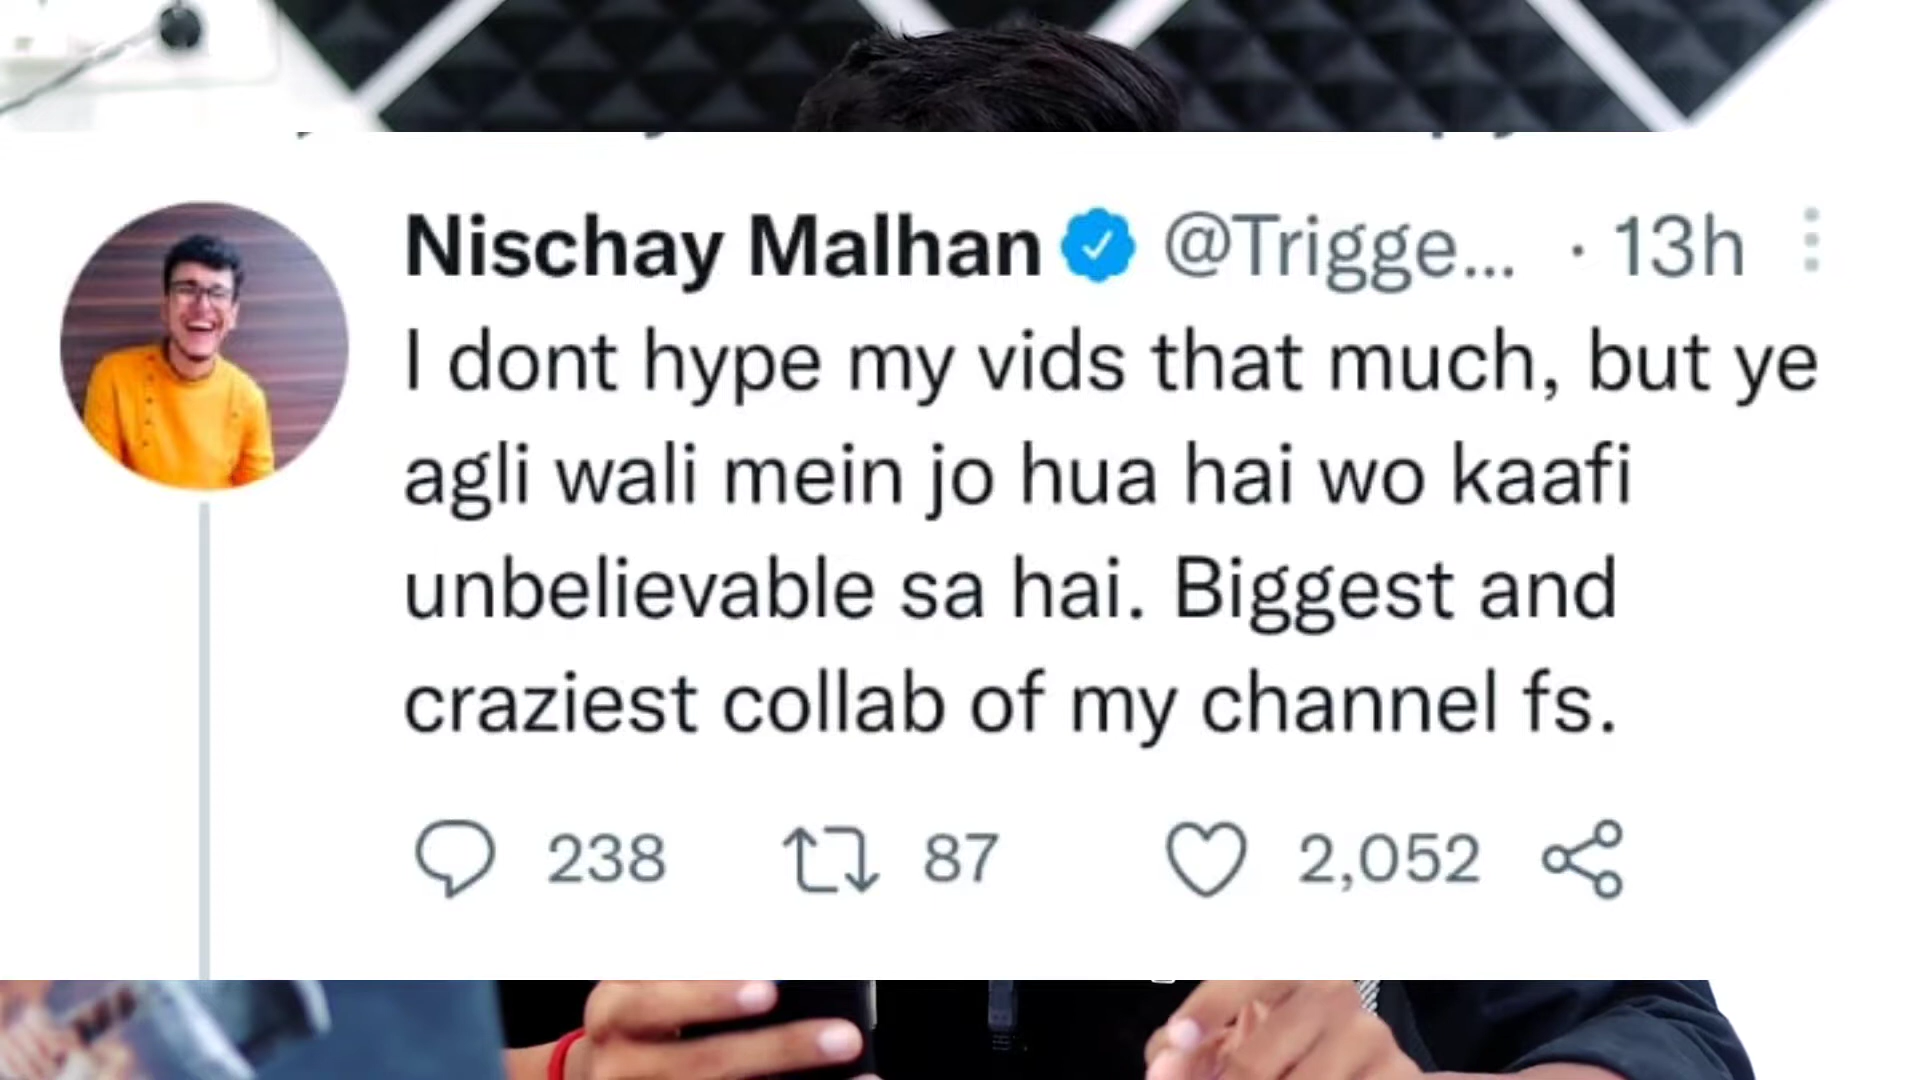 Nischay Malhan @Trigge... · 13h
I dont hype my vids that much, but ye
agli wali mein jo hua hai wo kaafi
unbelievable sa hai. Biggest and
craziest collab of my channel fs.
238 87 2,052